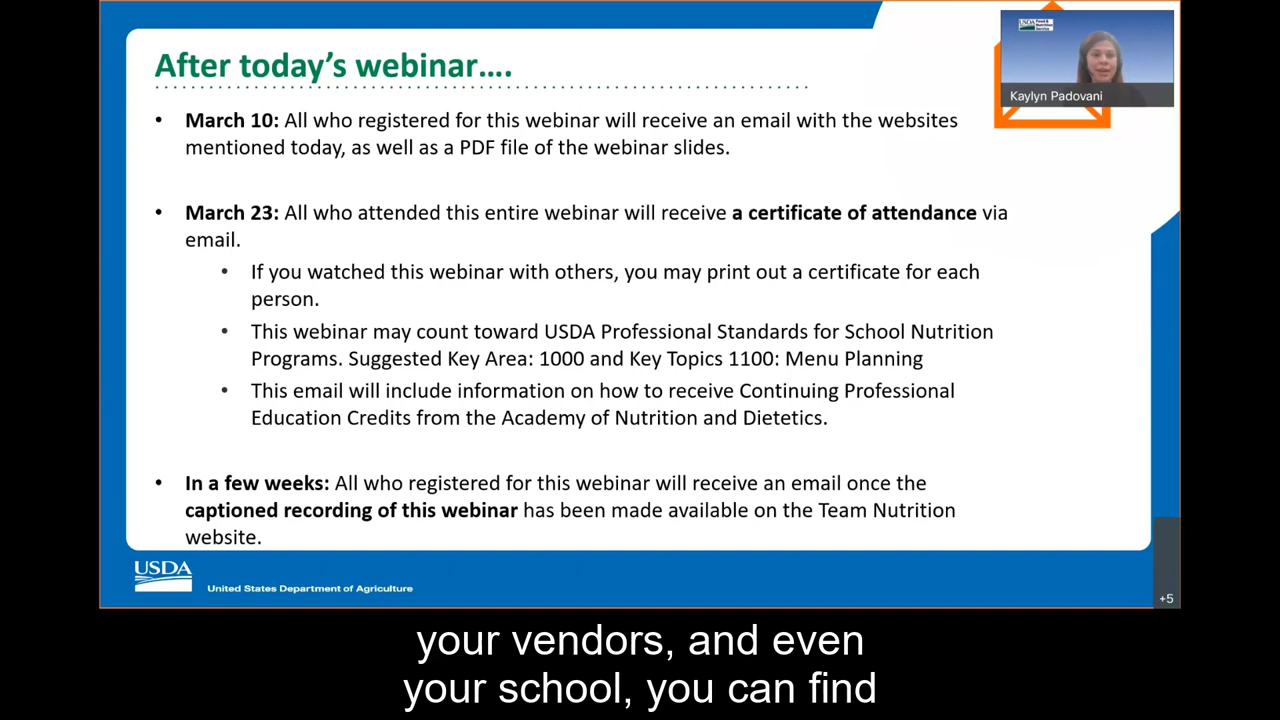 After today's webinar....
USDA Food and Nutrition Service
Kaylyn Padovani
• March 10: All who registered for this webinar will receive an email with the websites
mentioned today, as well as a PDF file of the webinar slides.
• March 23: All who attended this entire webinar will receive a certificate of attendance via
email.
• If you watched this webinar with others, you may print out a certificate for each
person.
• This webinar may count toward USDA Professional Standards for School Nutrition
Programs. Suggested Key Area: 1000 and Key Topics 1100: Menu Planning
• This email will include information on how to receive Continuing Professional
Education Credits from the Academy of Nutrition and Dietetics.
• In a few weeks: All who registered for this webinar will receive an email once the
captioned recording of this webinar has been made available on the Team Nutrition
website.
USDA
United States Department of Agriculture
+5
your vendors, and even
your school, you can find